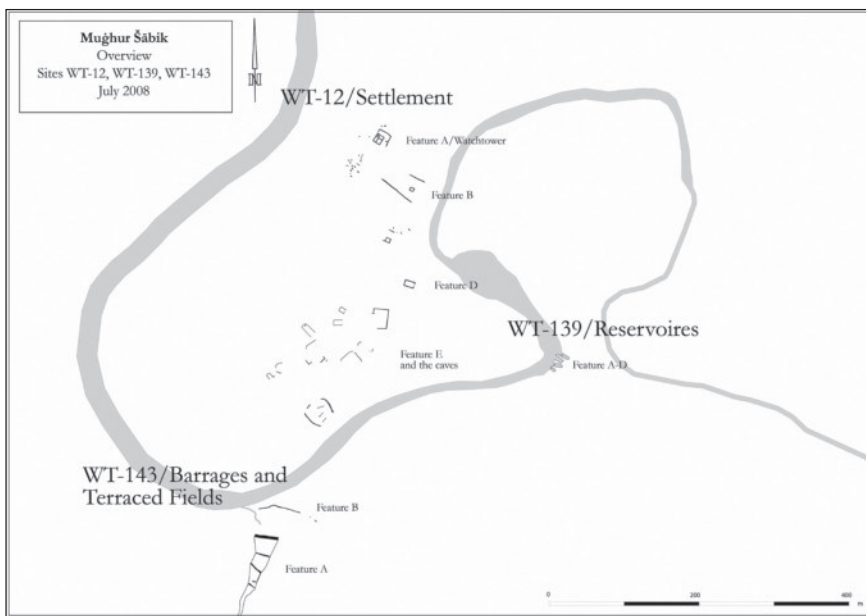 Muġhur Šābik
Overview
Sites WT-12, WT-139, WT-143
July 2008
N
WT-12/Settlement
Feature A/Watchtower
Feature B
Feature D
WT-139/Reservoires
Feature A-D
Feature E
and the caves
WT-143/Barrages and
Terraced Fields
Feature B
Feature A
0 200 400
m